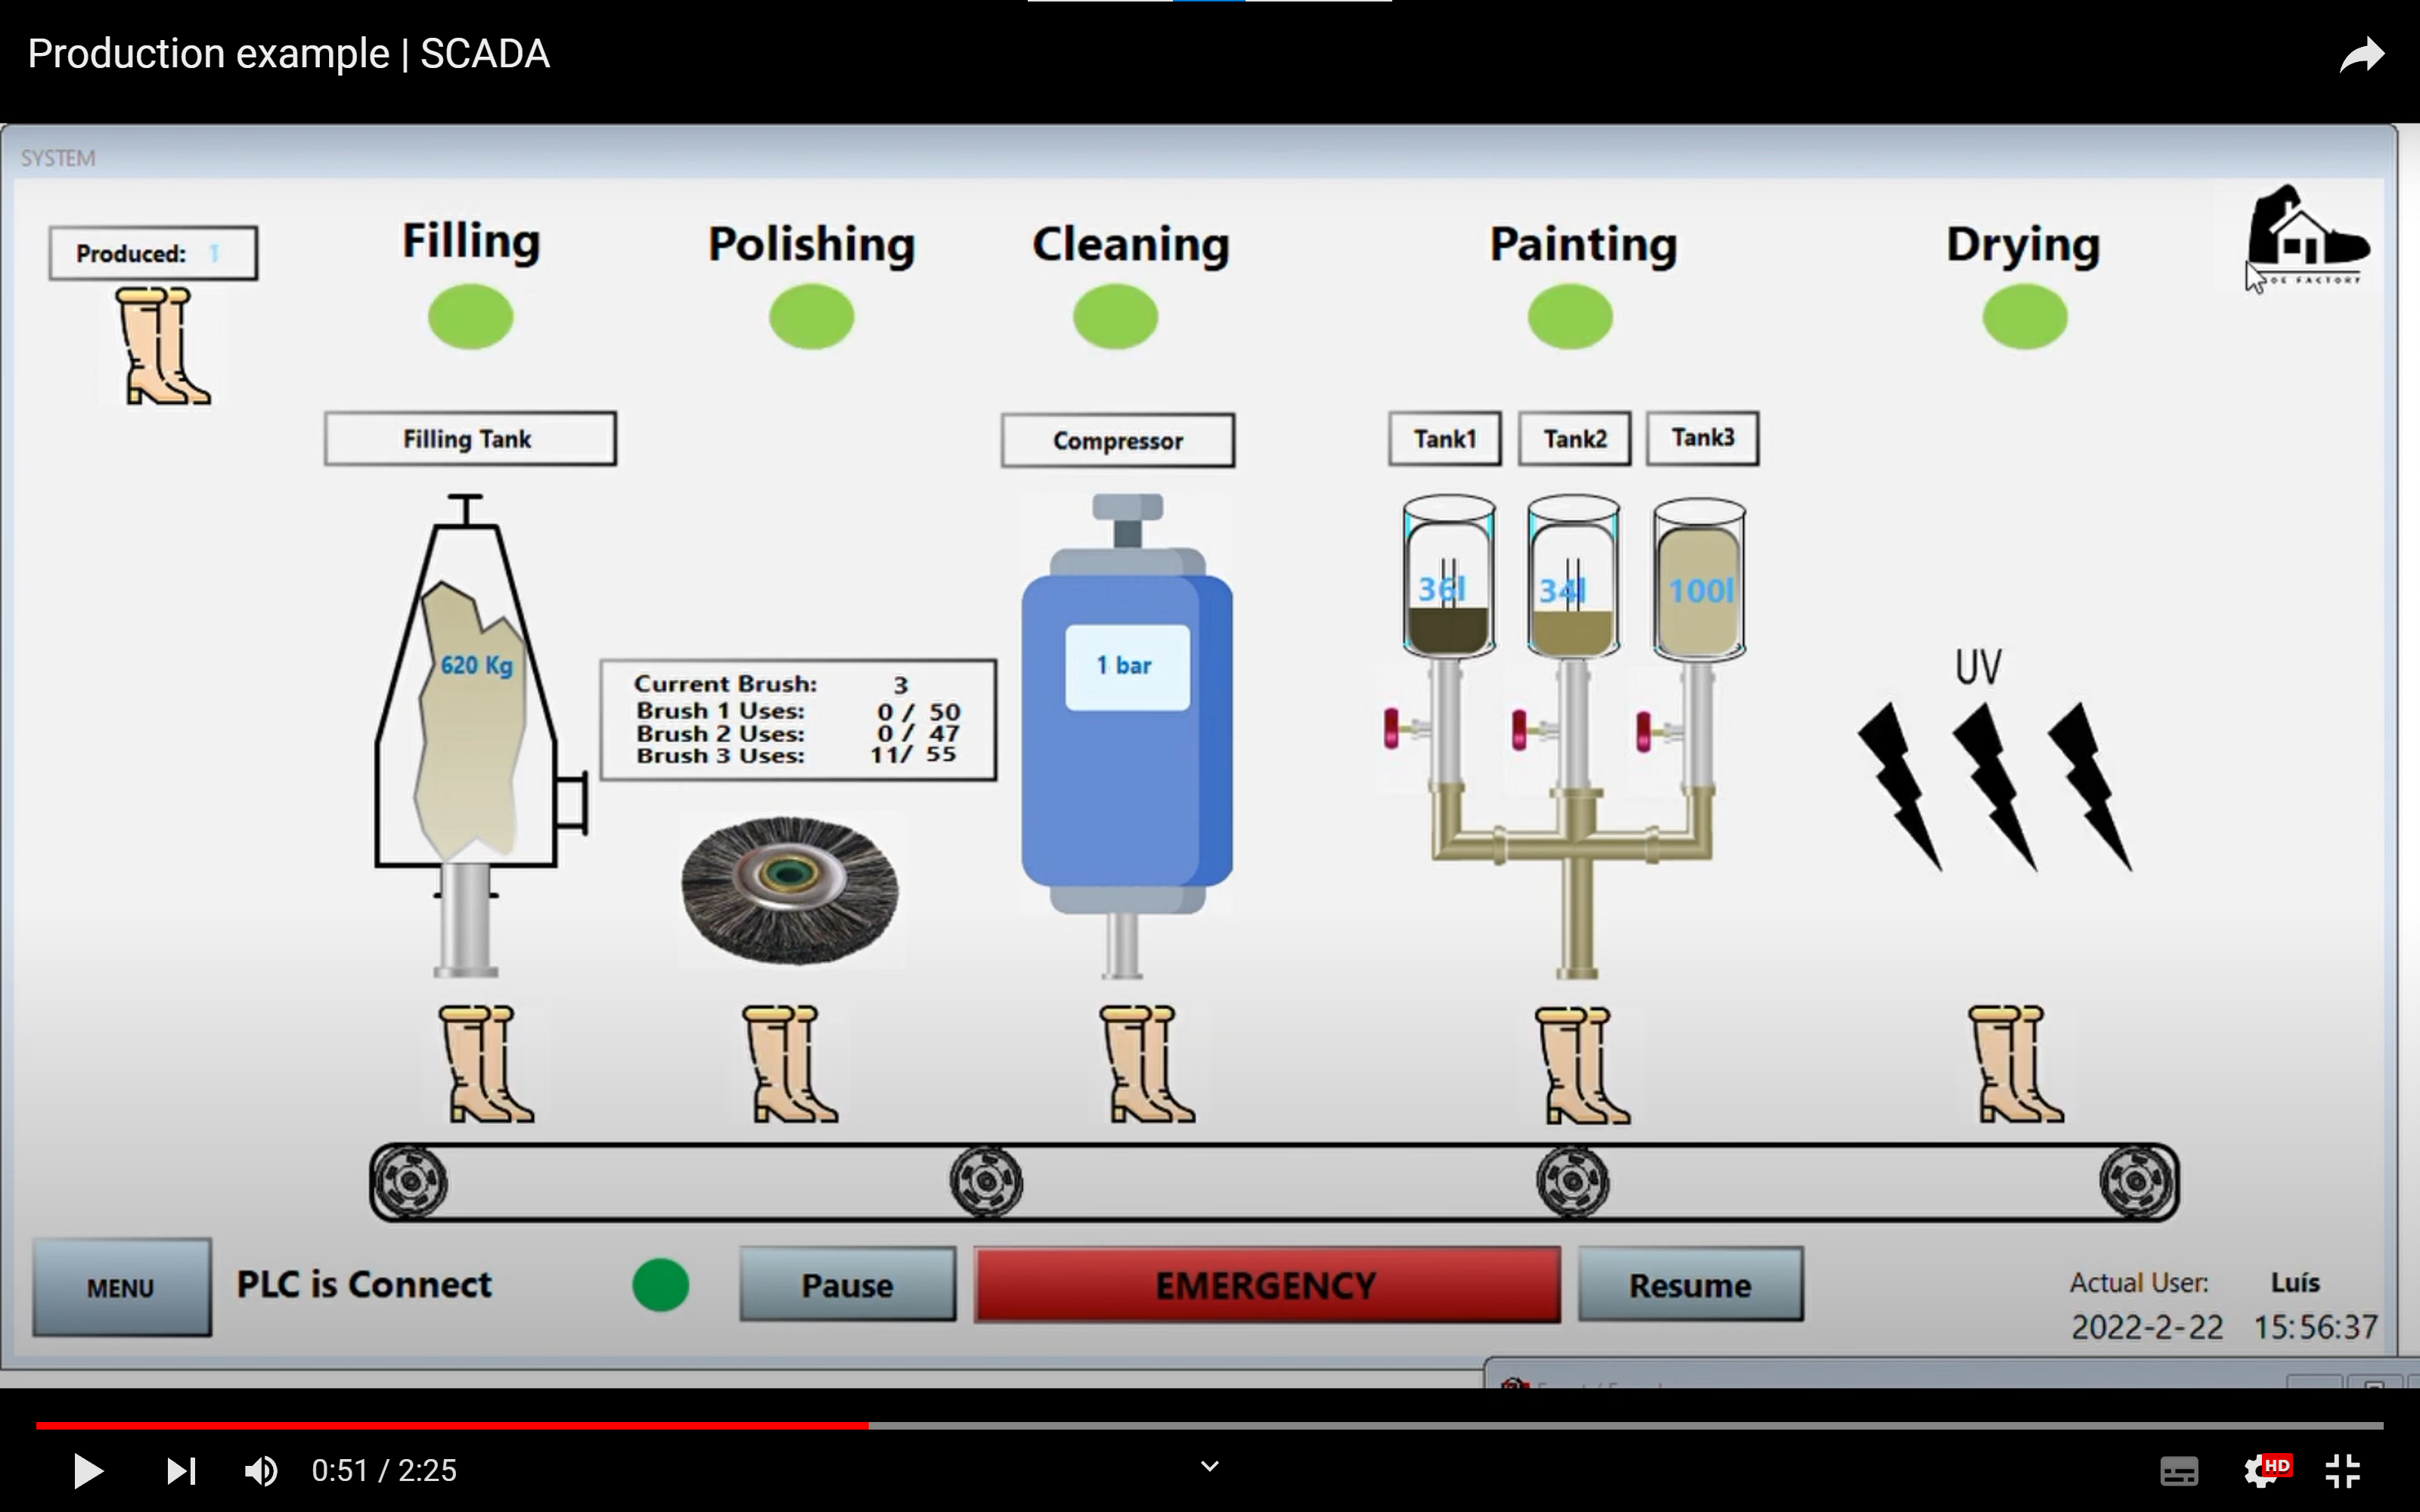 Production example | SCADA
SYSTEM
Produced: 1
Filling
Polishing
Cleaning
Painting
Drying
FACTORY
Filling Tank
Compressor
Tank1
Tank2
Tank3
36l
34l
100l
620 Kg
1 bar
UV
Current Brush: 3
Brush 1 Uses: 0 / 50
Brush 2 Uses: 0 / 47
Brush 3 Uses: 11/ 55
MENU
PLC is Connect
Pause
EMERGENCY
Resume
Actual User: Luís
2022-2-22 15:56:37
0:51 / 2:25
HD